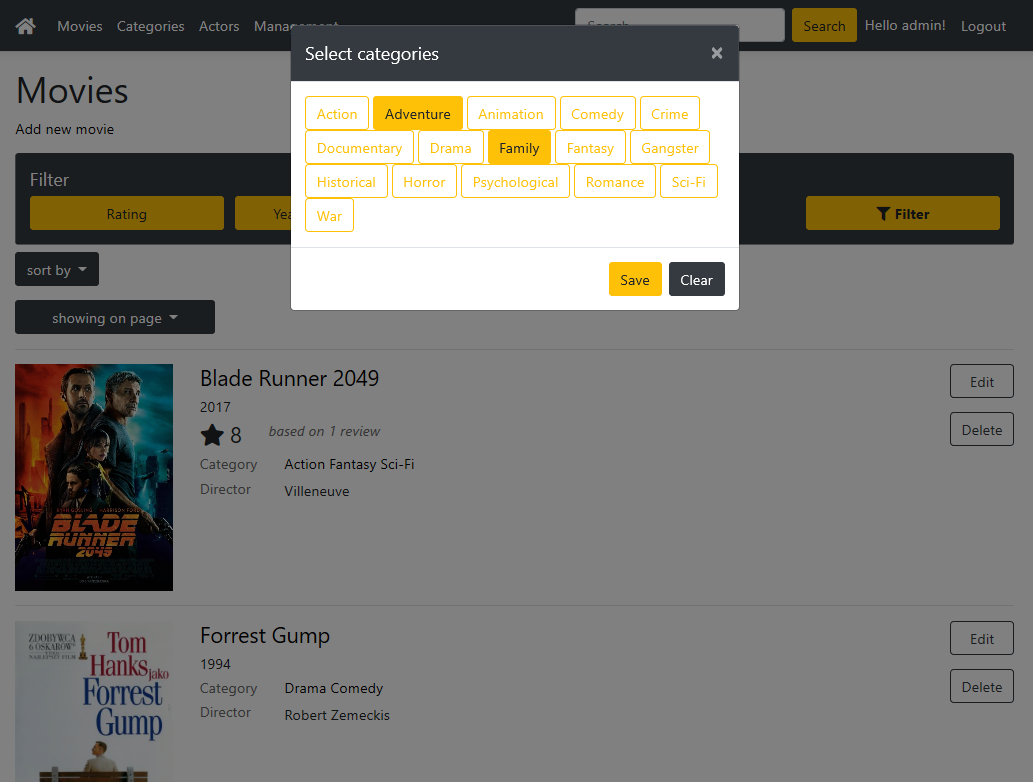 Movies Categories Actors Management Search Search Hello admin! Logout
Select categories ×
Movies
Add new movie
Action Adventure Animation Comedy Crime
Documentary Drama Family Fantasy Gangster
Historical Horror Psychological Romance Sci-Fi
War
Filter
Rating Yea Filter
sort by
Save Clear
showing on page
Blade Runner 2049 Edit
2017
8 based on 1 review Delete
Category Action Fantasy Sci-Fi
Director Villeneuve
HARRISON FORD
BLADE
RUNNER
2049
Forrest Gump Edit
1994
Category Drama Comedy Delete
Director Robert Zemeckis
ZDOBYWCA
6 OSKARÓW
Tom
Hanks jako
Forrest
Gump